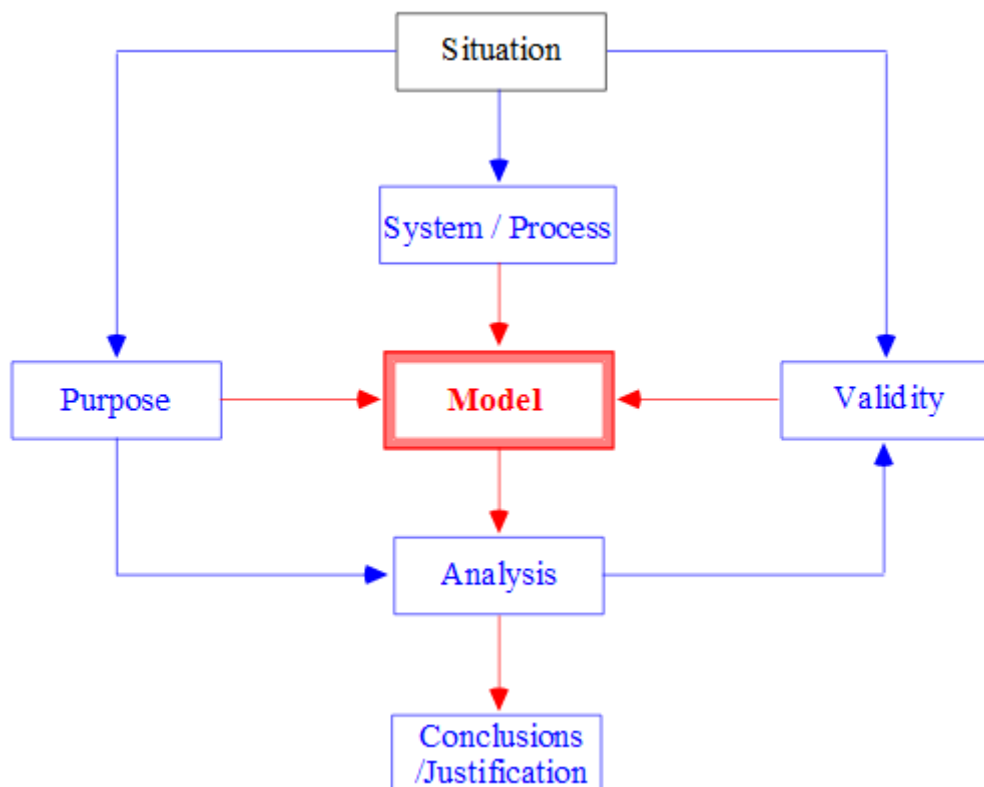 Situation
System / Process
Purpose
Model
Validity
Analysis
Conclusions
/Justification